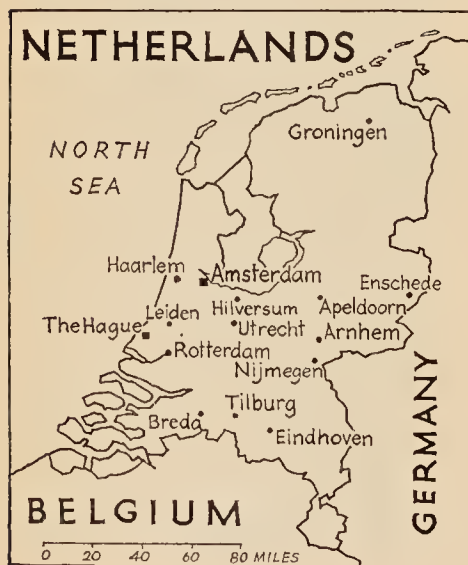 NETHERLANDS
Groningen
NORTH
SEA
Haarlem
Amsterdam
Enschede
Leiden
Hilversum
Apeldoorn
The Hague
Utrecht
Arnhem
Rotterdam
Nijmegen
Breda
Tilburg
Eindhoven
GERMANY
BELGIUM
0 20 40 60 80 MILES